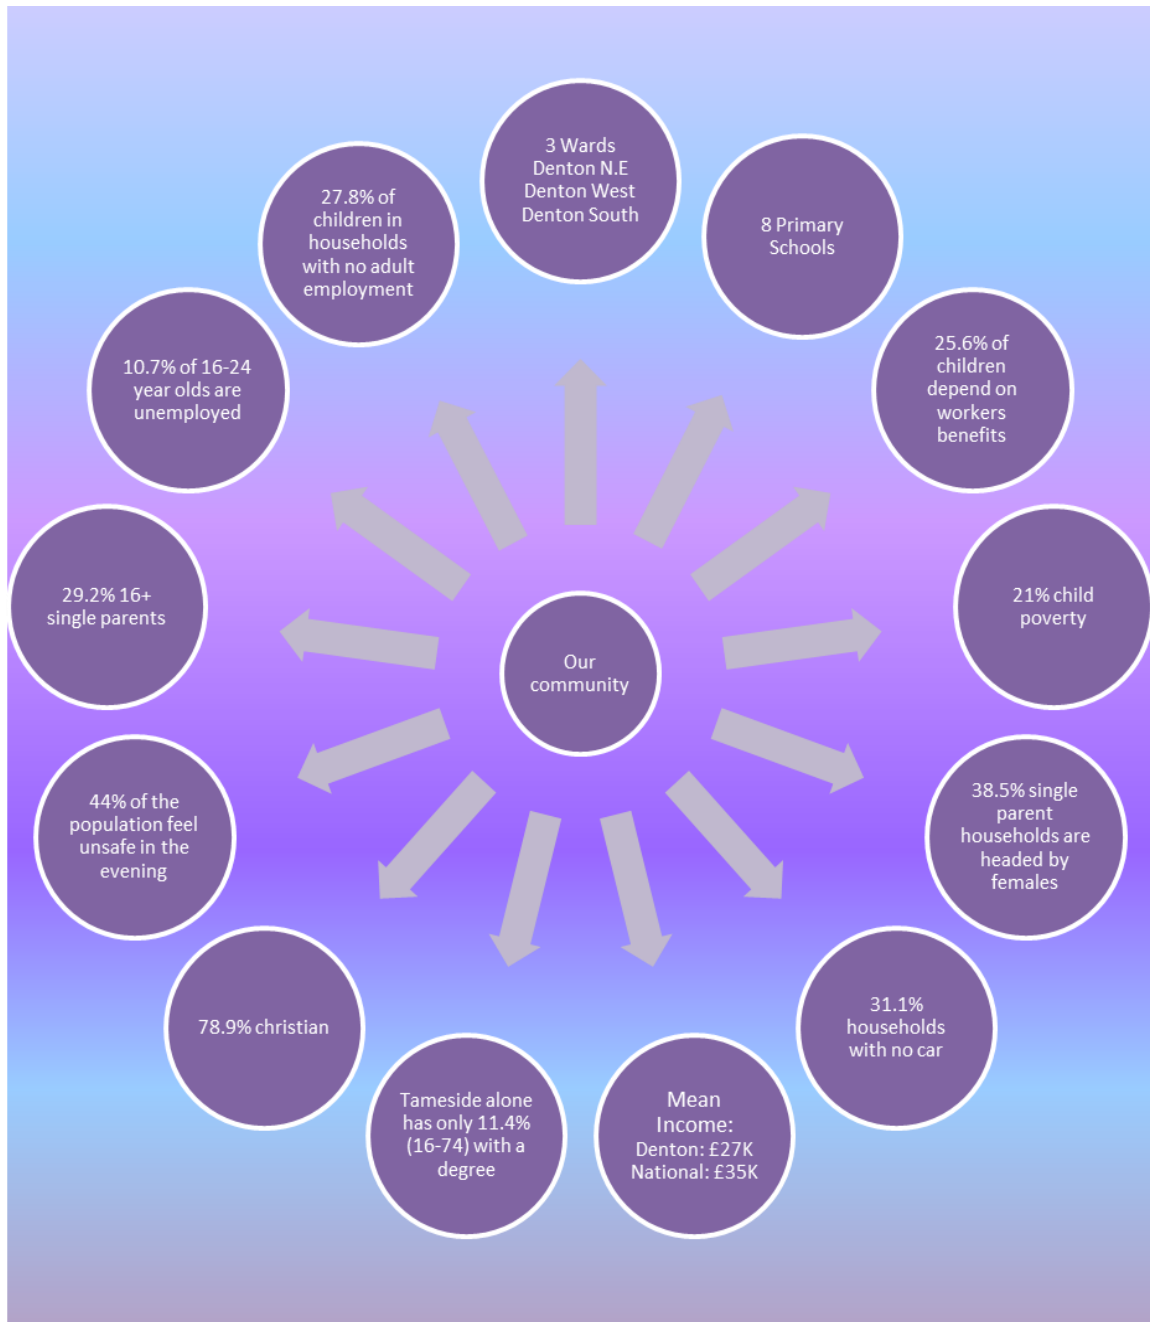 3 Wards
Denton N.E
Denton West
Denton South
8 Primary
Schools
25.6% of
children
depend on
workers
benefits
21% child
poverty
38.5% single
parent
households are
headed by
females
31.1%
households
with no car
Mean
Income:
Denton: £27K
National: £35K
Tameside alone
has only 11.4%
(16-74) with a
degree
78.9% christian
44% of the
population feel
unsafe in the
evening
29.2% 16+
single parents
10.7% of 16-24
year olds are
unemployed
27.8% of
children in
households
with no adult
employment
Our
community